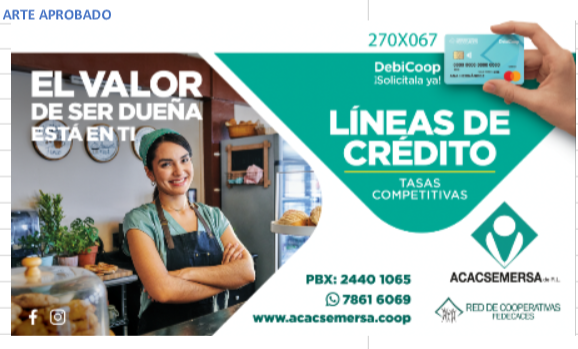 ARTE APROBADO
270X067
DebiCoop
¡Solicítala ya!
EL VALOR
DE SER DUEÑA
ESTÁ EN TI
LÍNEAS DE
CRÉDITO
TASAS
COMPETITIVAS
ACACSEMERSA de R.L.
PBX: 2440 1065
7861 6069
www.acacsemersa.coop
RED DE COOPERATIVAS
FEDECACES